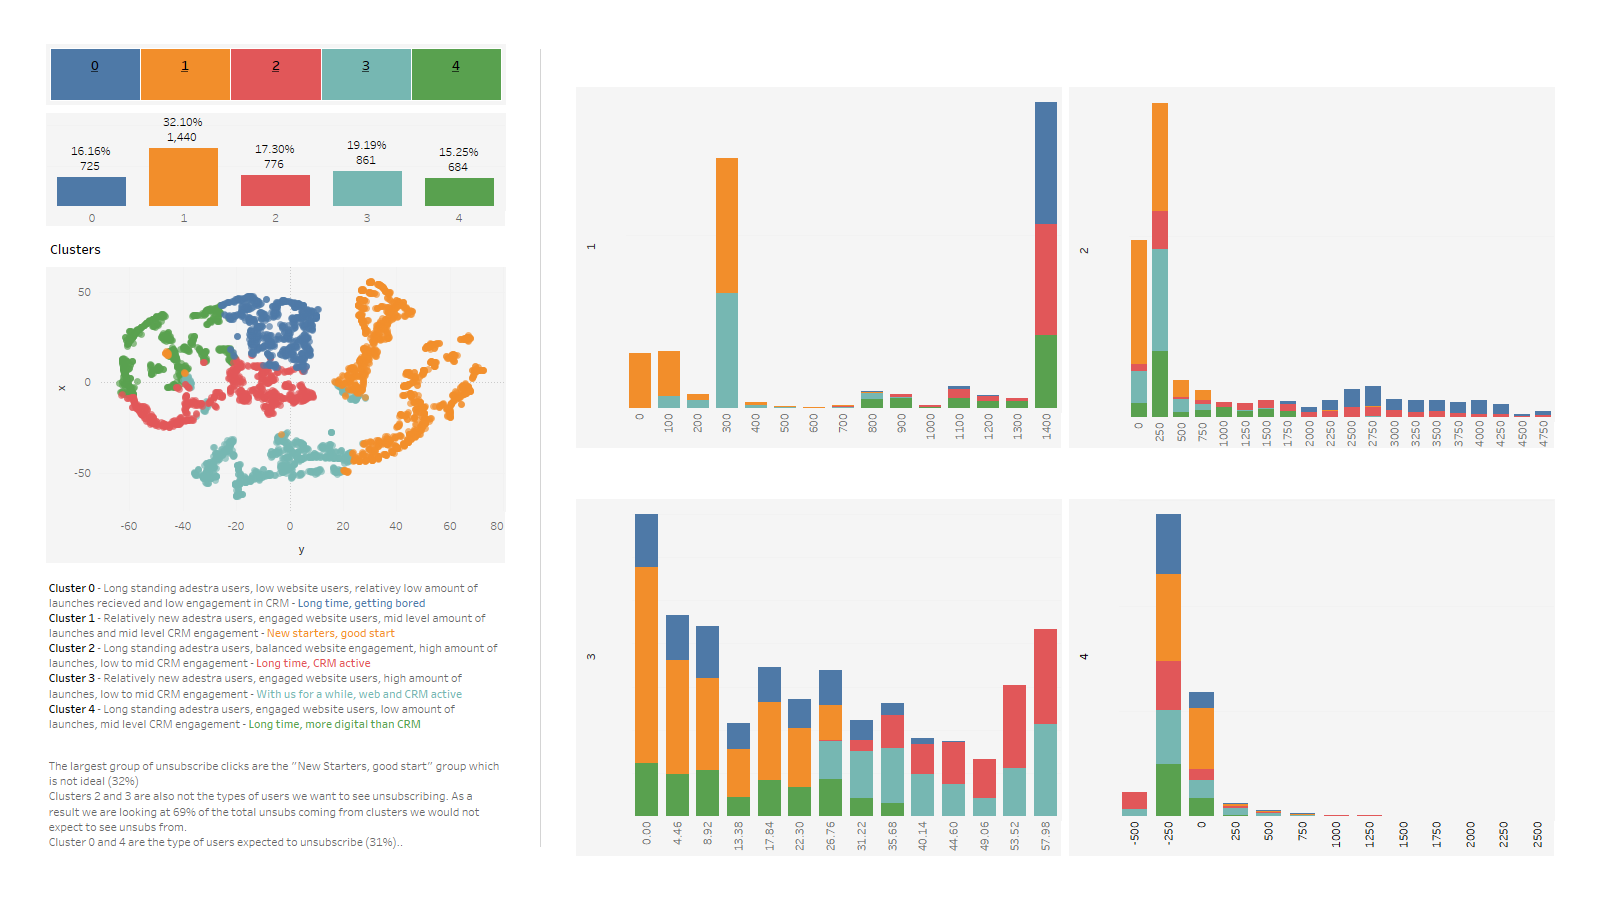 0 1 2 3 4
32.10%
1,440
19.19%
861
17.30%
776
16.16%
725
15.25%
684
0 1 2 3 4
Clusters
50
0
-50
x
-60 -40 -20 0 20 40 60 80
y
Cluster 0 - Long standing adestra users, low website users, relativey low amount of
launches recieved and low engagement in CRM - Long time, getting bored
Cluster 1 - Relatively new adestra users, engaged website users, mid level amount of
launches and mid level CRM engagement - New starters, good start
Cluster 2 - Long standing adestra users, balanced website engagement, high amount of
launches, low to mid CRM engagement - Long time, CRM active
Cluster 3 - Relatively new adestra users, engaged website users, high amount of
launches, low to mid CRM engagement - With us for a while, web and CRM active
Cluster 4 - Long standing adestra users, engaged website users, low amount of
launches, mid level CRM engagement - Long time, more digital than CRM
The largest group of unsubscribe clicks are the "New Starters, good start" group which
is not ideal (32%)
Clusters 2 and 3 are also not the types of users we want to see unsubscribing. As a
result we are looking at 69% of the total unsubs coming from clusters we would not
expect to see unsubs from.
Cluster 0 and 4 are the type of users expected to unsubscribe (31%)..
1
0 100 200 300 400 500 600 700 800 900 1000 1100 1200 1300 1400
2
0 250 500 750 1000 1250 1500 1750 2000 2250 2500 2750 3000 3250 3500 3750 4000 4250 4500 4750
3
0.00 4.46 8.92 13.38 17.84 22.30 26.76 31.22 35.68 40.14 44.60 49.06 53.52 57.98
4
-500 -250 0 250 500 750 1000 1250 1500 1750 2000 2250 2500